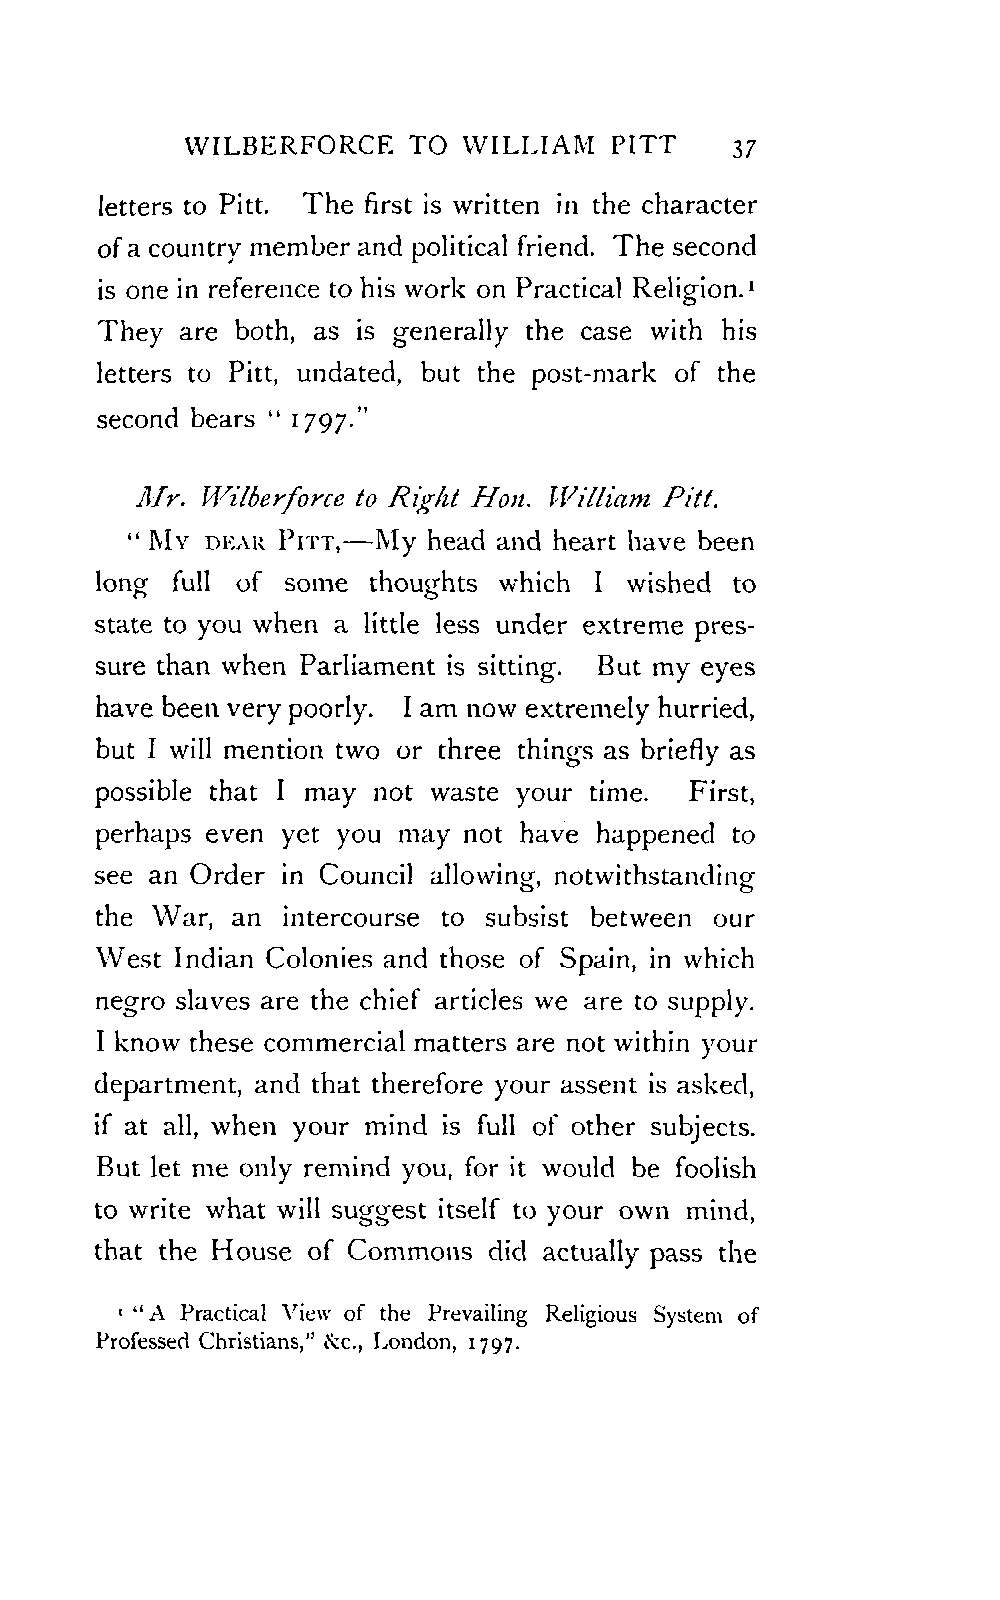 WILBERFORCE TO WILLIAM PITT 37
letters to Pitt. The first is written in the character
of a country member and political friend. The second
is one in reference to his work on Practical Religion.¹
They are both, as is generally the case with his
letters to Pitt, undated, but the post-mark of the
second bears “ 1797.”
Mr. Wilberforce to Right Hon. William Pitt.
“ MY DEAR PITT,—My head and heart have been
long full of some thoughts which I wished to
state to you when a little less under extreme pres-
sure than when Parliament is sitting. But my eyes
have been very poorly. I am now extremely hurried,
but I will mention two or three things as briefly as
possible that I may not waste your time. First,
perhaps even yet you may not have happened to
see an Order in Council allowing, notwithstanding
the War, an intercourse to subsist between our
West Indian Colonies and those of Spain, in which
negro slaves are the chief articles we are to supply.
I know these commercial matters are not within your
department, and that therefore your assent is asked,
if at all, when your mind is full of other subjects.
But let me only remind you, for it would be foolish
to write what will suggest itself to your own mind,
that the House of Commons did actually pass the
¹ “A Practical View of the Prevailing Religious System of
Professed Christians,” &c., London, 1797.